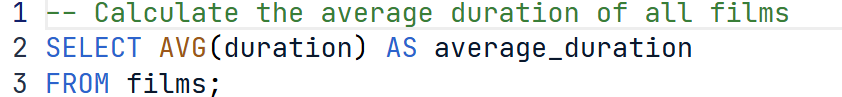 1 -- Calculate the average duration of all films
2 SELECT AVG(duration) AS average_duration
3 FROM films;